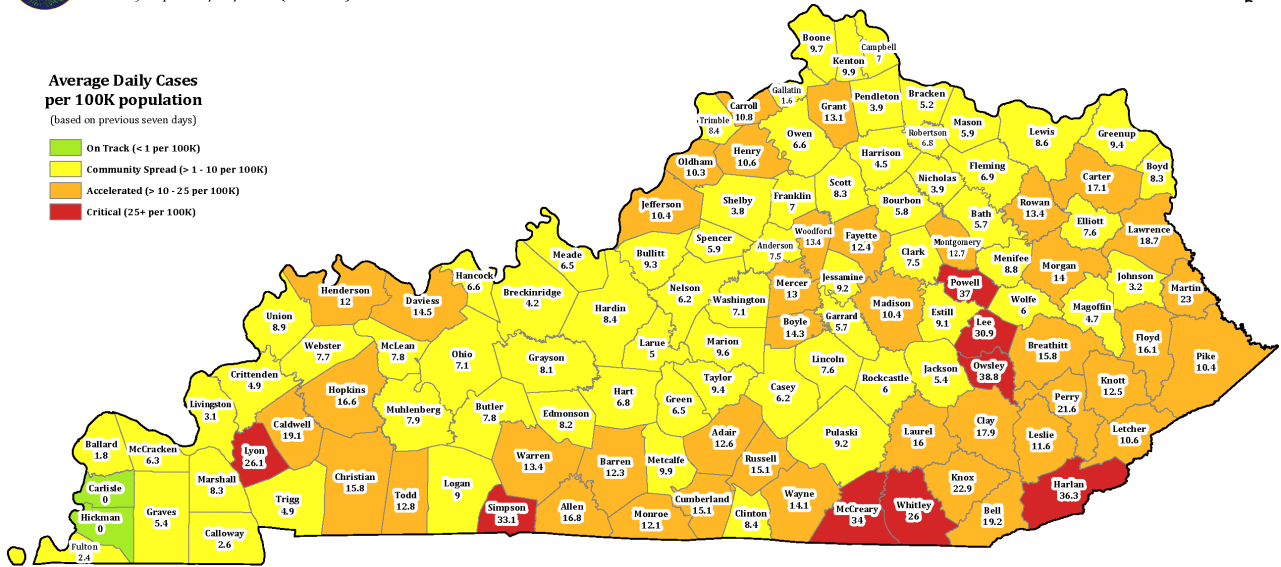 Average Daily Cases
per 100K population
(based on previous seven days)
On Track (< 1 per 100K)
Community Spread (> 1 - 10 per 100K)
Accelerated (> 10 - 25 per 100K)
Critical (25+ per 100K)
Boone
9.7
Kenton
9.9
Campbell
7
Gallatin
1.6
Carroll
10.8
Trimble
8.4
Grant
13.1
Pendleton
3.9
Bracken
5.2
Owen
6.6
Robertson
6.8
Mason
5.9
Lewis
8.6
Greenup
9.4
Boyd
8.3
Oldham
10.3
Henry
10.6
Harrison
4.5
Nicholas
3.9
Fleming
6.9
Carter
17.1
Jefferson
10.4
Shelby
3.8
Franklin
7
Scott
8.3
Bourbon
5.8
Bath
5.7
Rowan
13.4
Elliott
7.6
Lawrence
18.7
Meade
6.5
Bullitt
9.3
Spencer
5.9
Anderson
7.5
Woodford
13.4
Fayette
12.4
Clark
7.5
Montgomery
12.7
Menifee
8.8
Morgan
14
Johnson
3.2
Martin
23
Henderson
12
Daviess
14.5
Hancock
6.6
Breckinridge
4.2
Hardin
8.4
Nelson
6.2
Washington
7.1
Mercer
13
Jessamine
9.2
Madison
10.4
Powell
37
Estill
9.1
Wolfe
6
Magoffin
4.7
Union
8.9
Webster
7.7
McLean
7.8
Ohio
7.1
Grayson
8.1
Larue
5
Marion
9.6
Boyle
14.3
Garrard
5.7
Lee
30.9
Breathitt
15.8
Floyd
16.1
Pike
10.4
Crittenden
4.9
Hopkins
16.6
Muhlenberg
7.9
Butler
7.8
Edmonson
8.2
Hart
6.8
Green
6.5
Taylor
9.4
Casey
6.2
Lincoln
7.6
Rockcastle
6
Jackson
5.4
Owsley
38.8
Knott
12.5
Perry
21.6
Livingston
3.1
Caldwell
19.1
Lyon
26.1
Ballard
1.8
McCracken
6.3
Marshall
8.3
Carlisle
0
Hickman
0
Graves
5.4
Fulton
2.4
Calloway
2.6
Trigg
4.9
Christian
15.8
Todd
12.8
Logan
9
Simpson
33.1
Warren
13.4
Allen
16.8
Barren
12.3
Metcalfe
9.9
Monroe
12.1
Cumberland
15.1
Adair
12.6
Russell
15.1
Clinton
8.4
Wayne
14.1
Pulaski
9.2
McCreary
34
Whitley
26
Laurel
16
Knox
22.9
Bell
19.2
Clay
17.9
Leslie
11.6
Harlan
36.3
Letcher
10.6